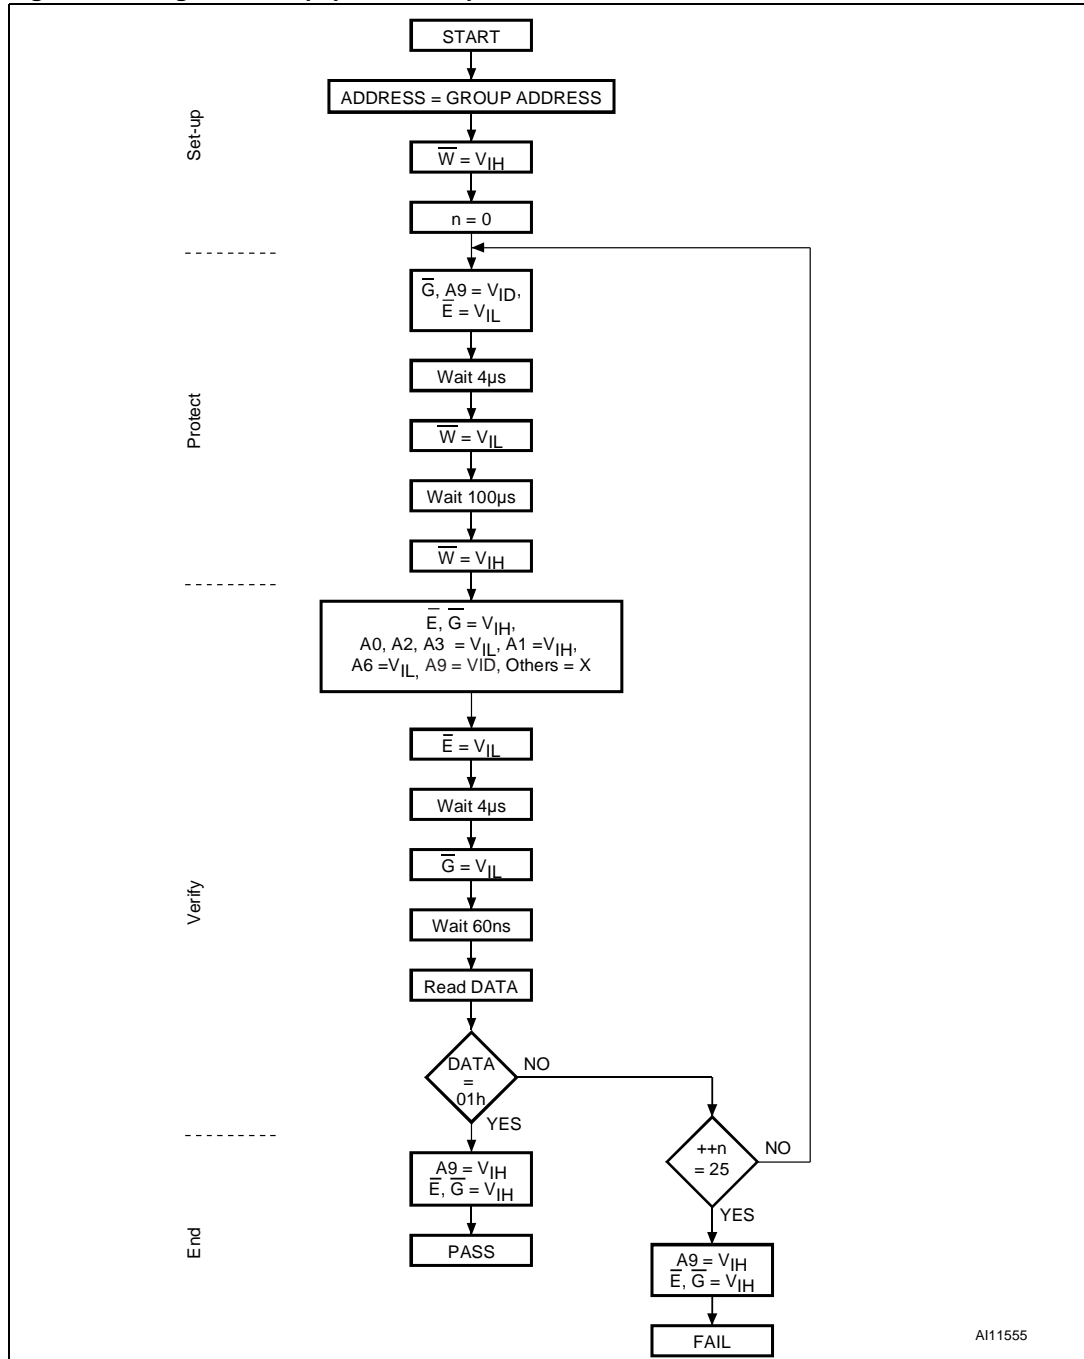 START
ADDRESS = GROUP ADDRESS
Set-up
W̅ = VIH
n = 0
G̅, A9 = VID,
E̅ = VIL
Wait 4µs
Protect
W̅ = VIL
Wait 100µs
W̅ = VIH
E̅, G̅ = VIH,
A0, A2, A3 = VIL, A1 =VIH,
A6 =VIL, A9 = VID, Others = X
E̅ = VIL
Wait 4µs
G̅ = VIL
Verify
Wait 60ns
Read DATA
DATA
=
01h
NO
YES
++n
= 25
NO
YES
A9 = VIH
E̅, G̅ = VIH
End
PASS
A9 = VIH
E̅, G̅ = VIH
FAIL
AI11555